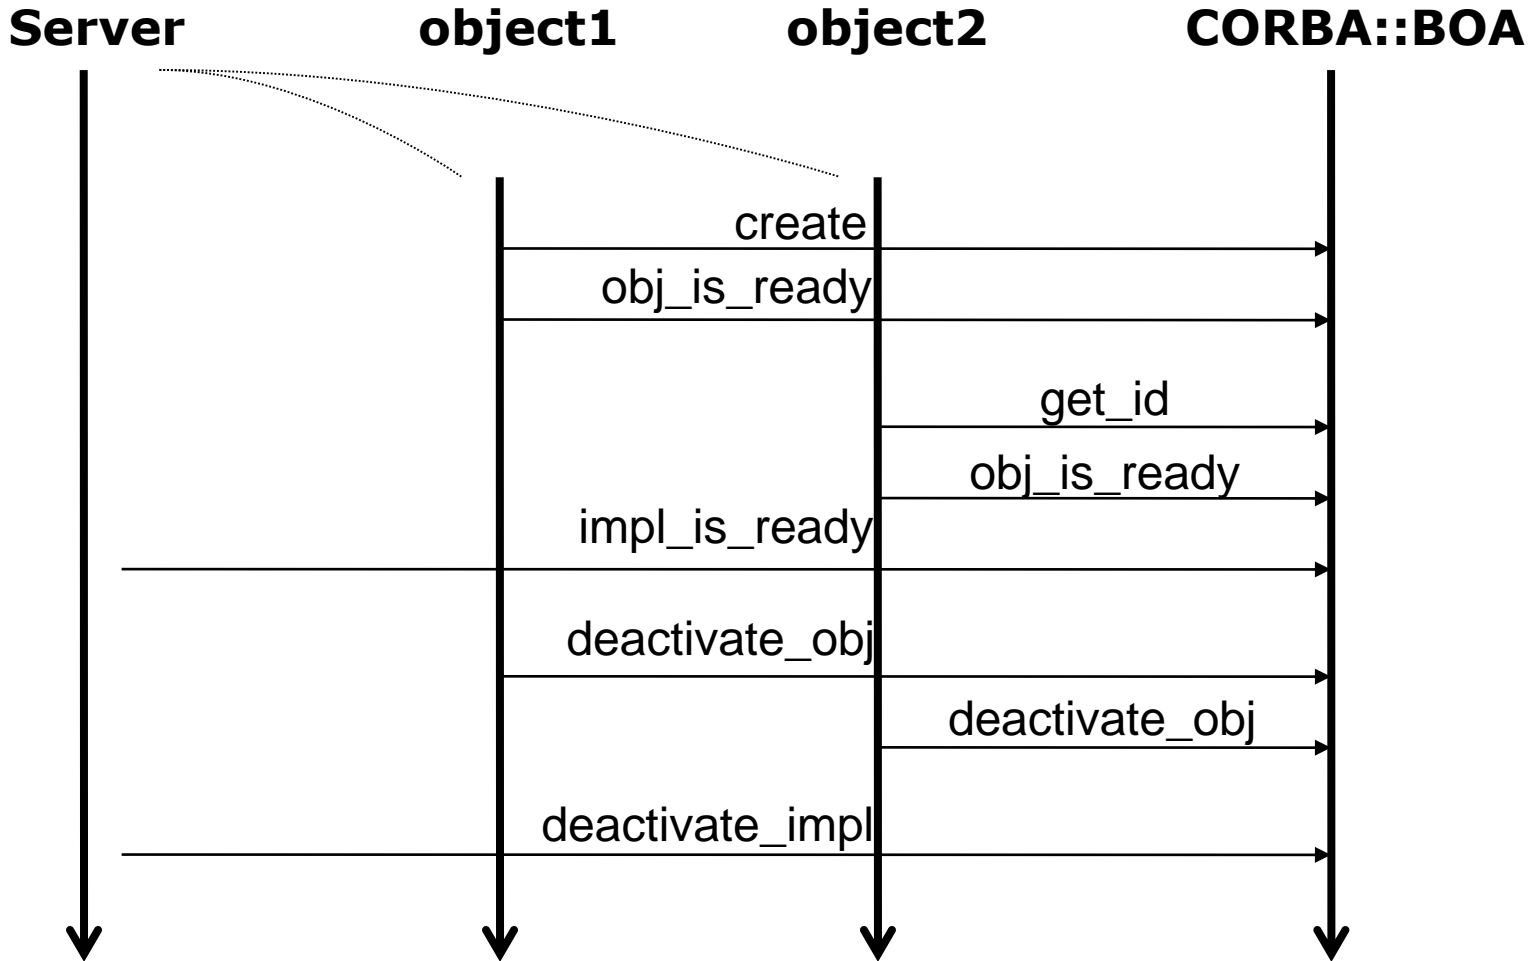 Server object1 object2 CORBA::BOA
create
obj_is_ready
get_id
obj_is_ready
impl_is_ready
deactivate_obj
deactivate_obj
deactivate_impl